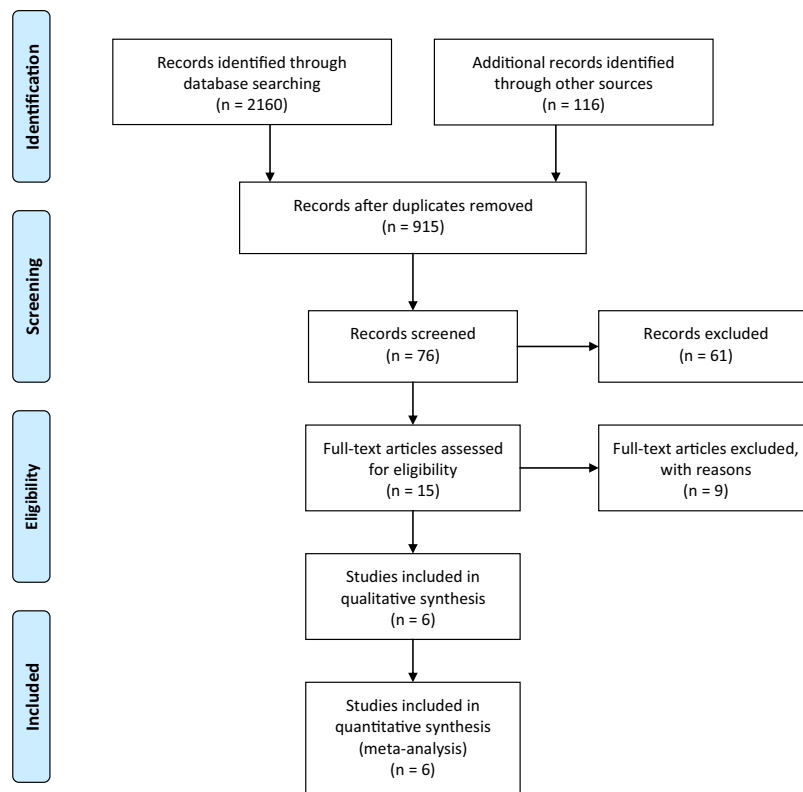 Identification
Records identified through
database searching
(n = 2160)
Additional records identified
through other sources
(n = 116)
Records after duplicates removed
(n = 915)
Screening
Records screened
(n = 76)
Records excluded
(n = 61)
Eligibility
Full-text articles assessed
for eligibility
(n = 15)
Full-text articles excluded,
with reasons
(n = 9)
Studies included in
qualitative synthesis
(n = 6)
Included
Studies included in
quantitative synthesis
(meta-analysis)
(n = 6)